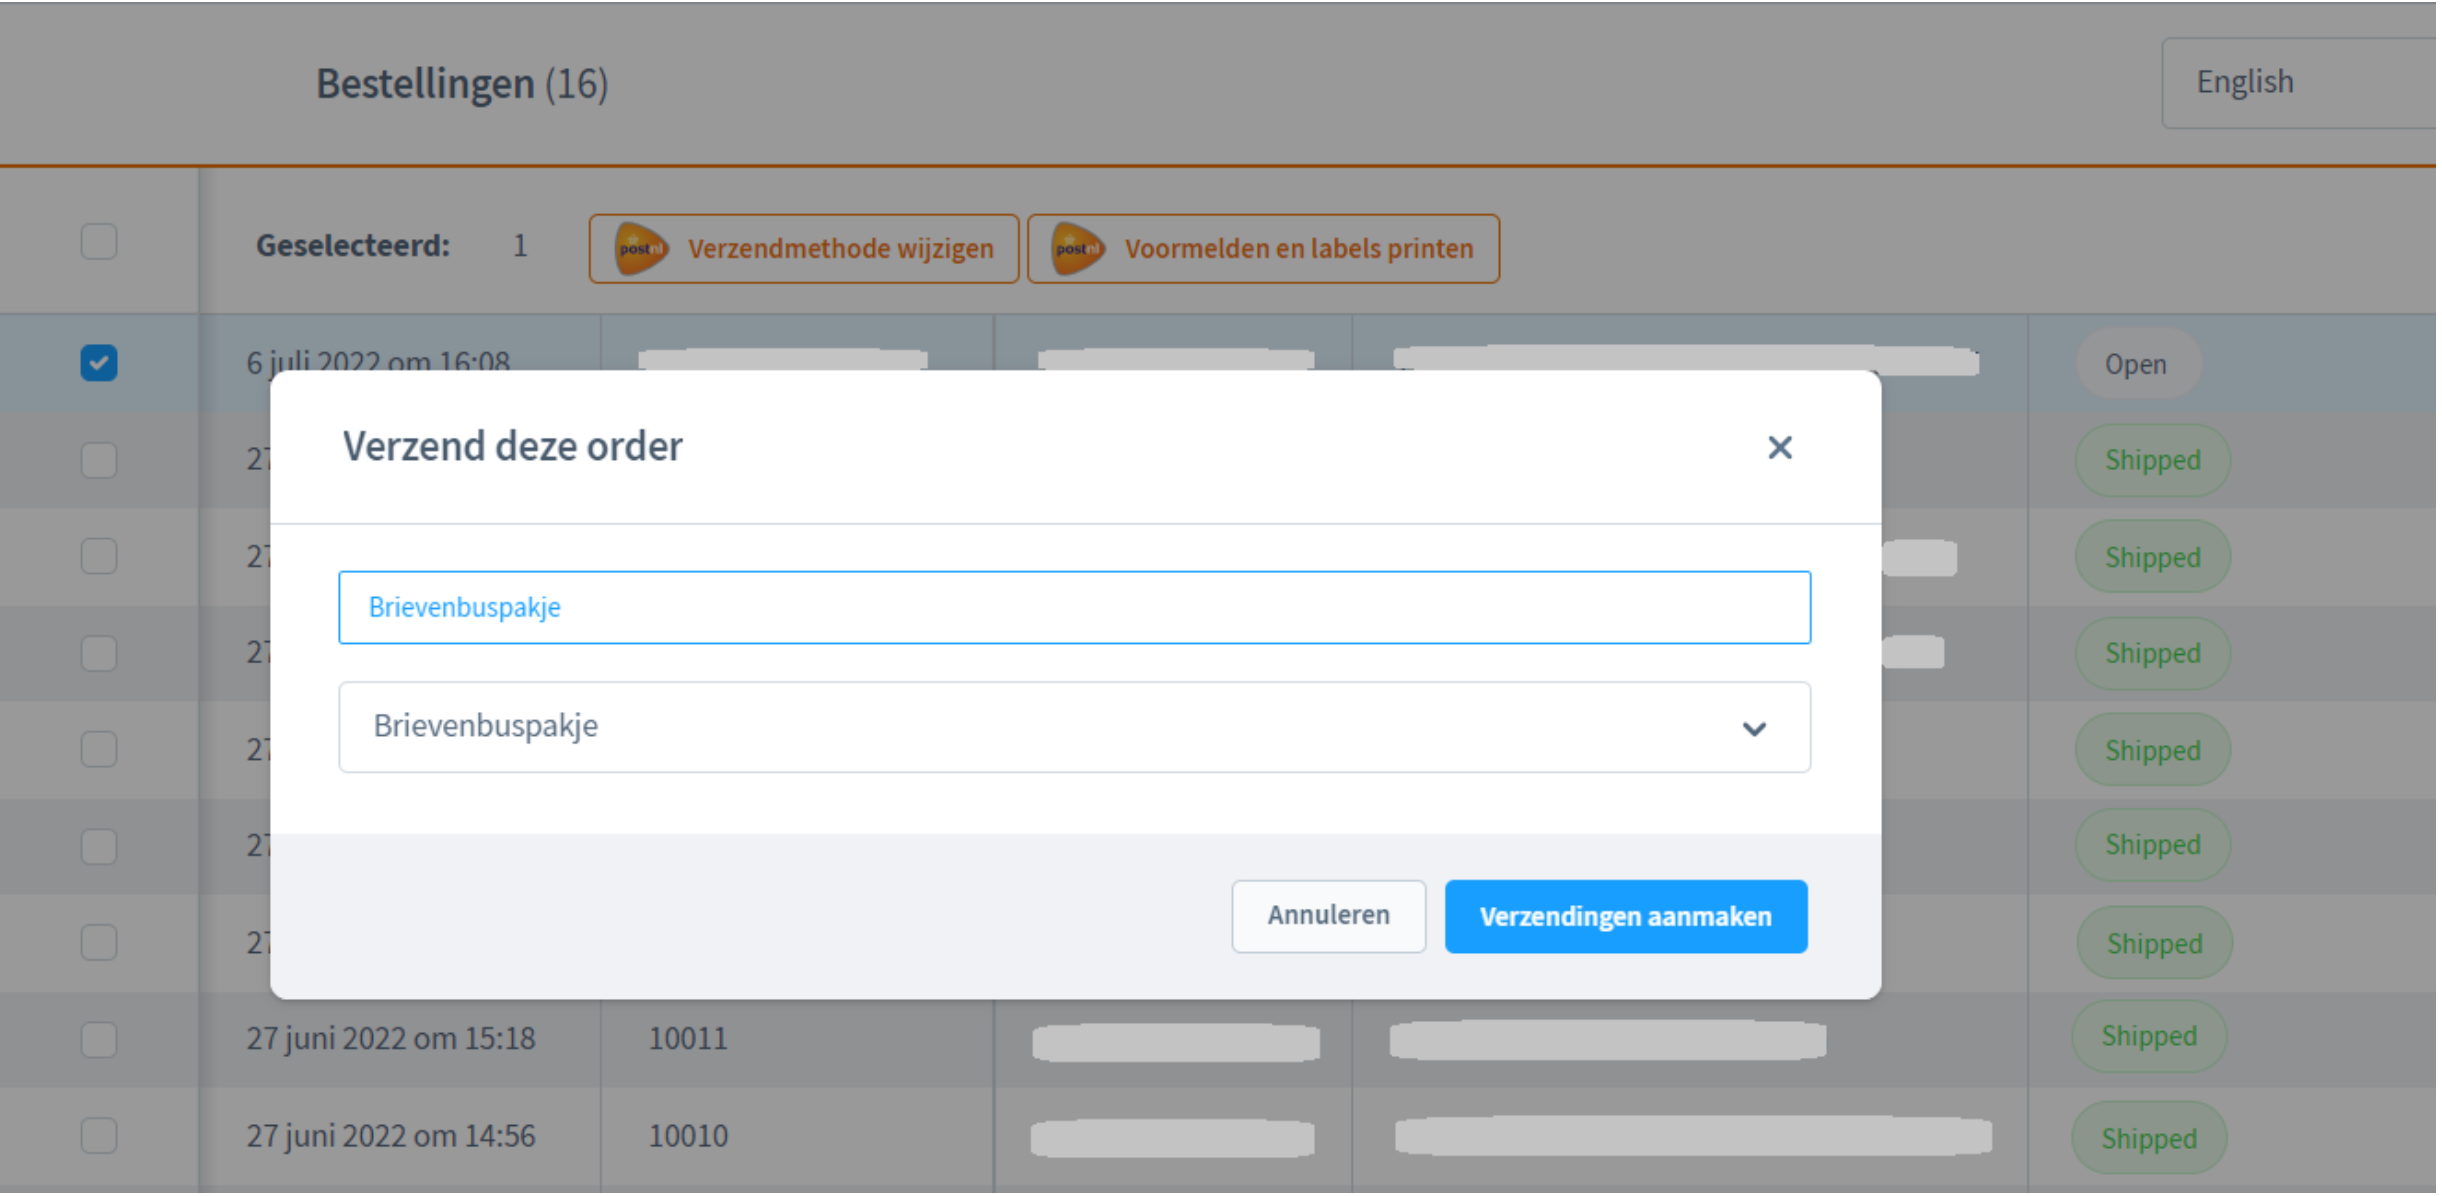 Bestellingen (16)
English
Geselecteerd: 1
postnl Verzendmethode wijzigen
postnl Voormelden en labels printen
6 juli 2022 om 16:08
Open
Verzend deze order
27
Shipped
27
Shipped
Brievenbuspakje
27
Shipped
Brievenbuspakje
27
Shipped
27
Shipped
Annuleren
Verzendingen aanmaken
27
Shipped
27 juni 2022 om 15:18 10011 Shipped
27 juni 2022 om 14:56 10010 Shipped